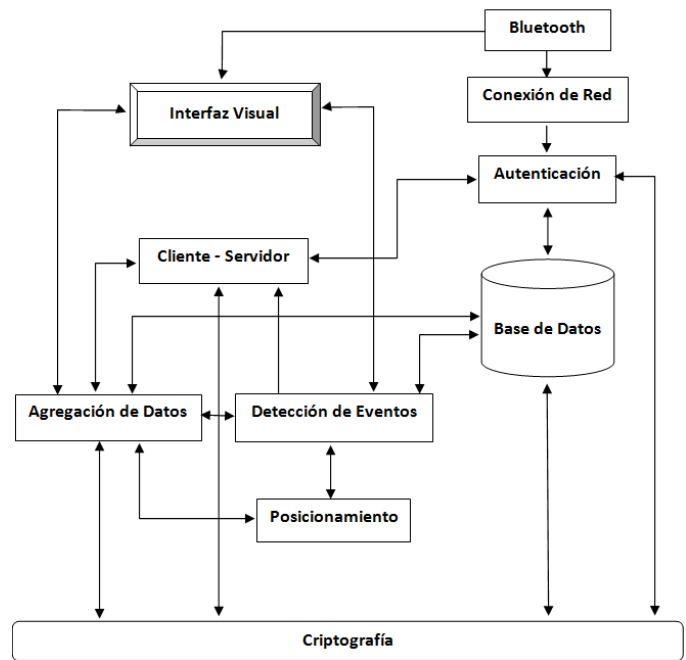 Bluetooth
Conexión de Red
Interfaz Visual
Autenticación
Cliente - Servidor
Base de Datos
Agregación de Datos
Detección de Eventos
Posicionamiento
Criptografía